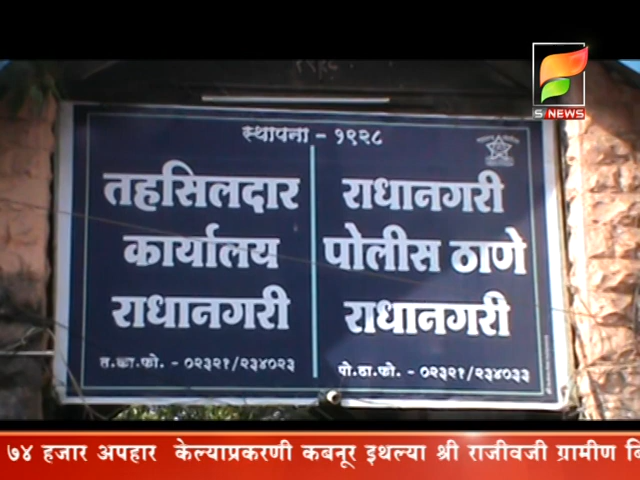 S NEWS
स्थापना - १९२८
तहसिलदार
कार्यालय
राधानगरी
त.का.फो. - ०२३२१/२३४०२३
राधानगरी
पोलीस ठाणे
राधानगरी
पो.ठा.फो. - ०२३२१/२३४०३३
७४ हजार अपहार केल्याप्रकरणी कबनूर इथल्या श्री राजीवजी ग्रामीण बि